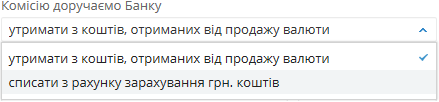 Комісію доручаємо Банку
утримати з коштів, отриманих від продажу валюти
утримати з коштів, отриманих від продажу валюти
списати з рахунку зарахування грн. коштів